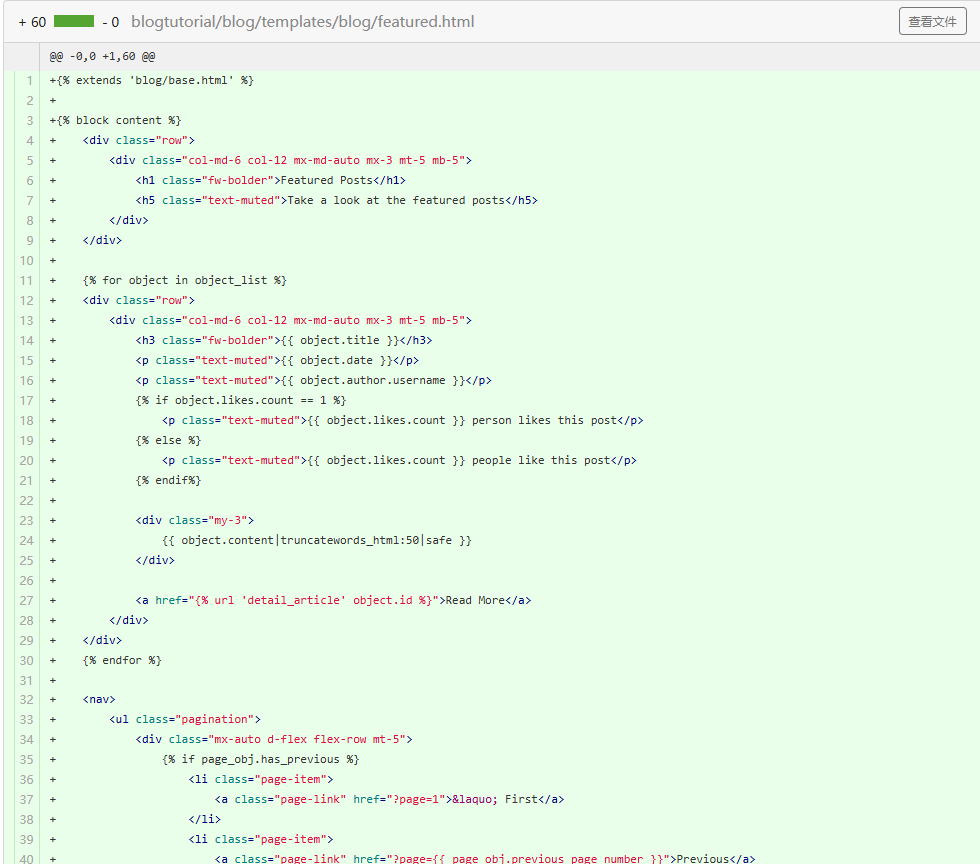 + 60 - 0 blogtutorial/blog/templates/blog/featured.html 查看文件
@@ -0,0 +1,60 @@
1 +{% extends 'blog/base.html' %}
2 +
3 +{% block content %}
4 +    <div class="row">
5 +        <div class="col-md-6 col-12 mx-md-auto mx-3 mt-5 mb-5">
6 +            <h1 class="fw-bolder">Featured Posts</h1>
7 +            <h5 class="text-muted">Take a look at the featured posts</h5>
8 +        </div>
9 +    </div>
10 +
11 +    {% for object in object_list %}
12 +    <div class="row">
13 +        <div class="col-md-6 col-12 mx-md-auto mx-3 mt-5 mb-5">
14 +            <h3 class="fw-bolder">{{ object.title }}</h3>
15 +            <p class="text-muted">{{ object.date }}</p>
16 +            <p class="text-muted">{{ object.author.username }}</p>
17 +            {% if object.likes.count == 1 %}
18 +                <p class="text-muted">{{ object.likes.count }} person likes this post</p>
19 +            {% else %}
20 +                <p class="text-muted">{{ object.likes.count }} people like this post</p>
21 +            {% endif%}
22 +
23 +            <div class="my-3">
24 +                {{ object.content|truncatewords_html:50|safe }}
25 +            </div>
26 +
27 +            <a href="{% url 'detail_article' object.id %}">Read More</a>
28 +        </div>
29 +    </div>
30 +    {% endfor %}
31 +
32 +    <nav>
33 +        <ul class="pagination">
34 +            <div class="mx-auto d-flex flex-row mt-5">
35 +                {% if page_obj.has_previous %}
36 +                    <li class="page-item">
37 +                        <a class="page-link" href="?page=1">&laquo; First</a>
38 +                    </li>
39 +                    <li class="page-item">
40 +                        <a class="page-link" href="?page={{ page_obj.previous_page_number }}">Previous</a>